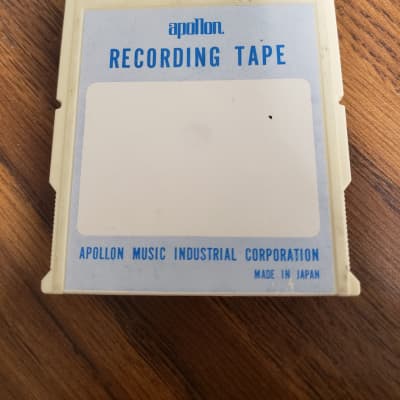 apollon.
RECORDING TAPE
APOLLON MUSIC INDUSTRIAL CORPORATION
MADE IN JAPAN